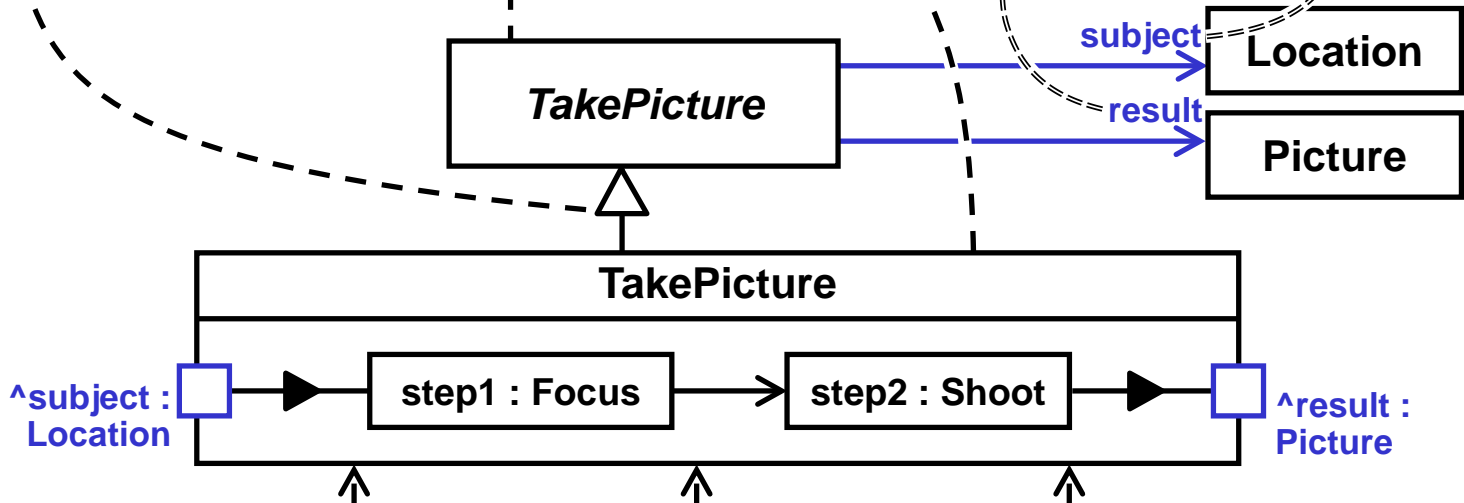 subject
Location
TakePicture
result
Picture
TakePicture
^subject :
Location
step1 : Focus
step2 : Shoot
^result :
Picture